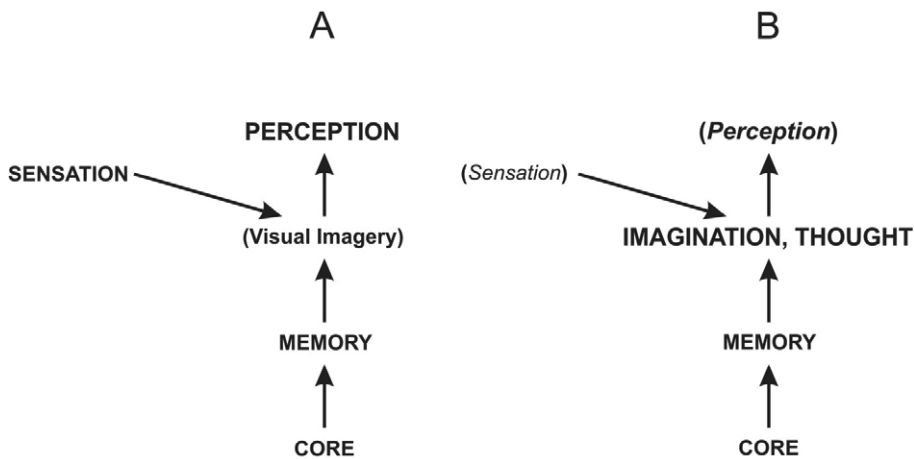 A
B
PERCEPTION
(Perception)
SENSATION
(Sensation)
(Visual Imagery)
IMAGINATION, THOUGHT
MEMORY
MEMORY
CORE
CORE